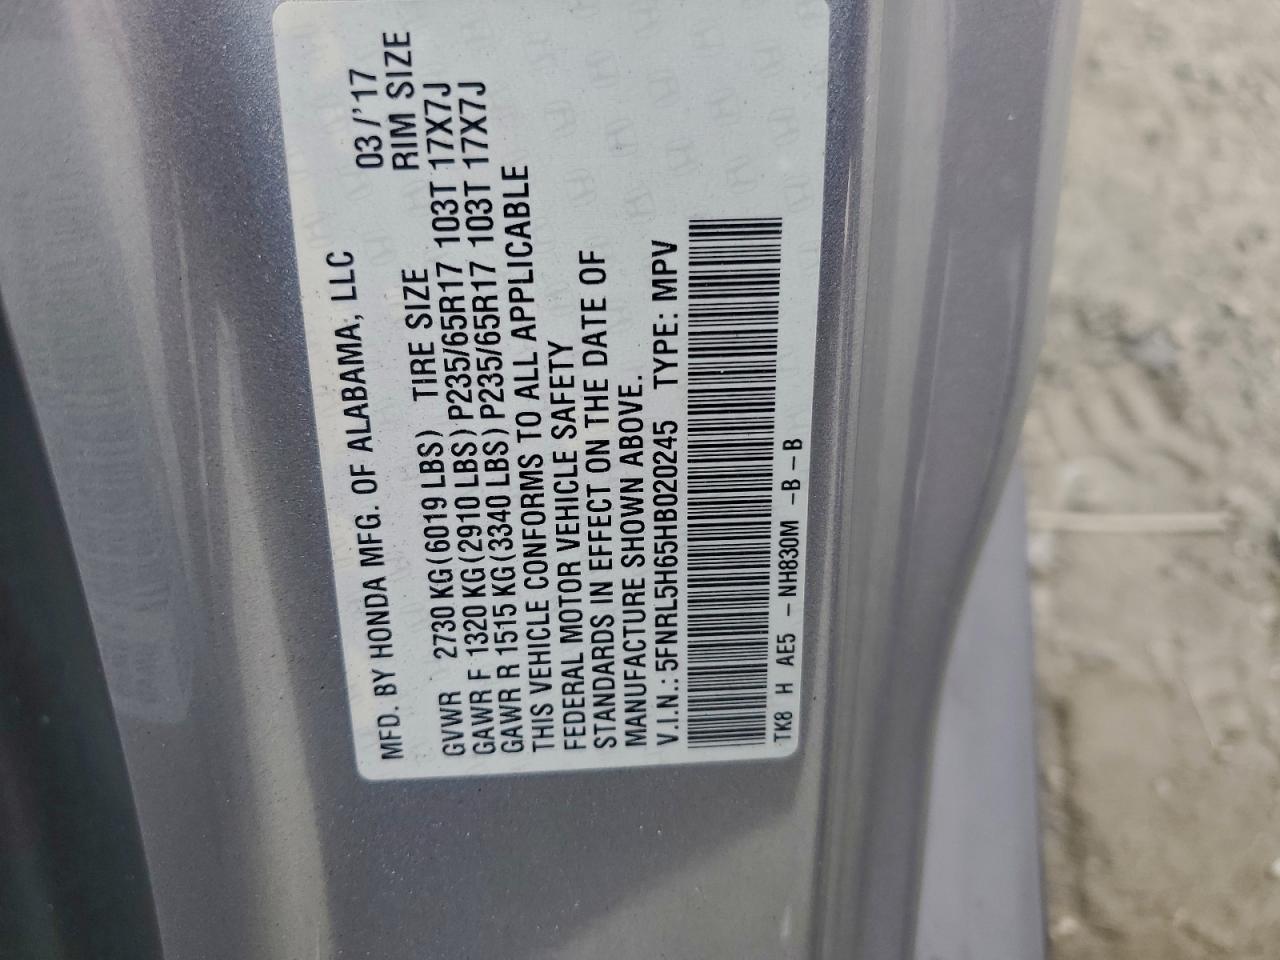 MFD. BY HONDA MFG. OF ALABAMA, LLC 03/'17
TIRE SIZE RIM SIZE
GVWR 2730 KG(6019 LBS)
GAWR F 1320 KG(2910 LBS) P235/65R17 103T 17X7J
GAWR R 1515 KG(3340 LBS) P235/65R17 103T 17X7J
THIS VEHICLE CONFORMS TO ALL APPLICABLE
FEDERAL MOTOR VEHICLE SAFETY
STANDARDS IN EFFECT ON THE DATE OF
MANUFACTURE SHOWN ABOVE.
V.I.N.: 5FNRL5H65HB020245 TYPE: MPV
TK8 H AE5 - NH830M - B - B